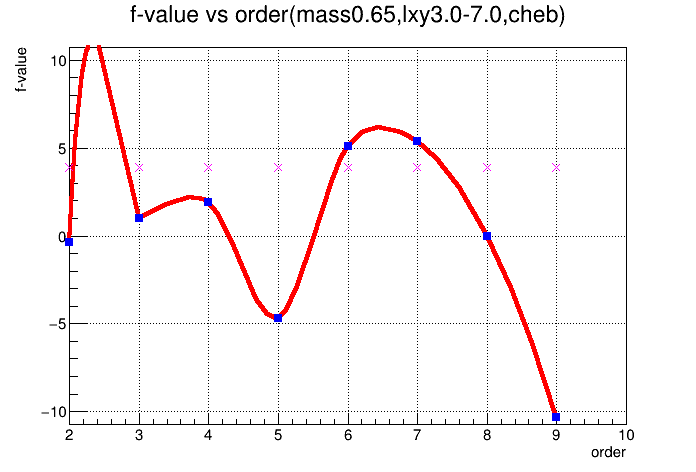 f-value vs order(mass0.65,lxy3.0-7.0,cheb)
f-value
10
5
0
−5
−10
2 3 4 5 6 7 8 9 10
order